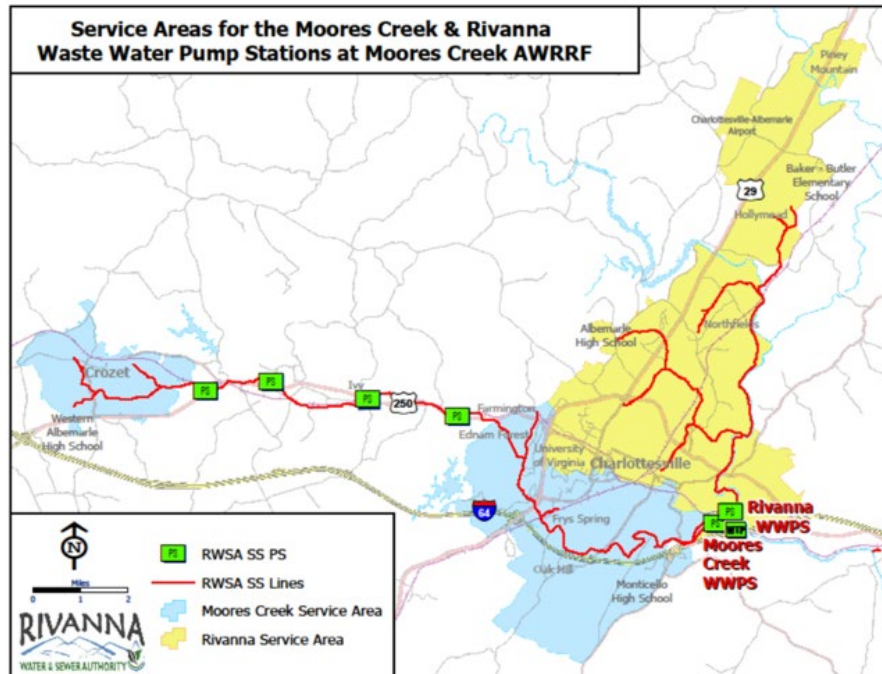 Service Areas for the Moores Creek & Rivanna
Waste Water Pump Stations at Moores Creek AWRRF
Piney
Mountain
Charlottesville-Albemarle
Airport
Baker - Butler
Elementary
School
29
Hollymead
Northfields
Albemarle
High School
Crozet
PS
PS
Ivy
PS
250
PS
Farmington
Ednam Forest
Western
Albemarle
High School
University
of Virginia
Charlottesville
64
Frys Spring
PS
PS
WTP
Rivanna
WWPS
Moores
Creek
WWPS
Oak Hill
Monticello
High School
N
Miles
0 1 2
PS RWSA SS PS
RWSA SS Lines
Moores Creek Service Area
Rivanna Service Area
RIVANNA
WATER & SEWER AUTHORITY